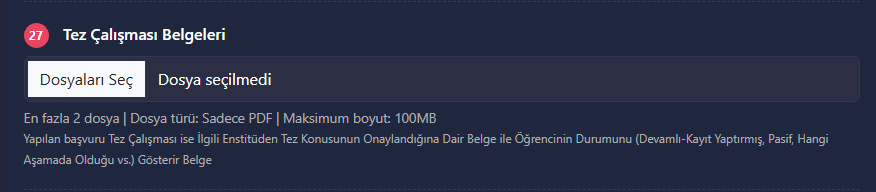 27 Tez Çalışması Belgeleri
Dosyaları Seç Dosya seçilmedi
En fazla 2 dosya | Dosya türü: Sadece PDF | Maksimum boyut: 100MB
Yapılan başvuru Tez Çalışması ise İlgili Enstitüden Tez Konusunun Onaylandığına Dair Belge ile Öğrencinin Durumunu (Devamlı-Kayıt Yaptırmış, Pasif, Hangi
Aşamada Olduğu vs.) Gösterir Belge